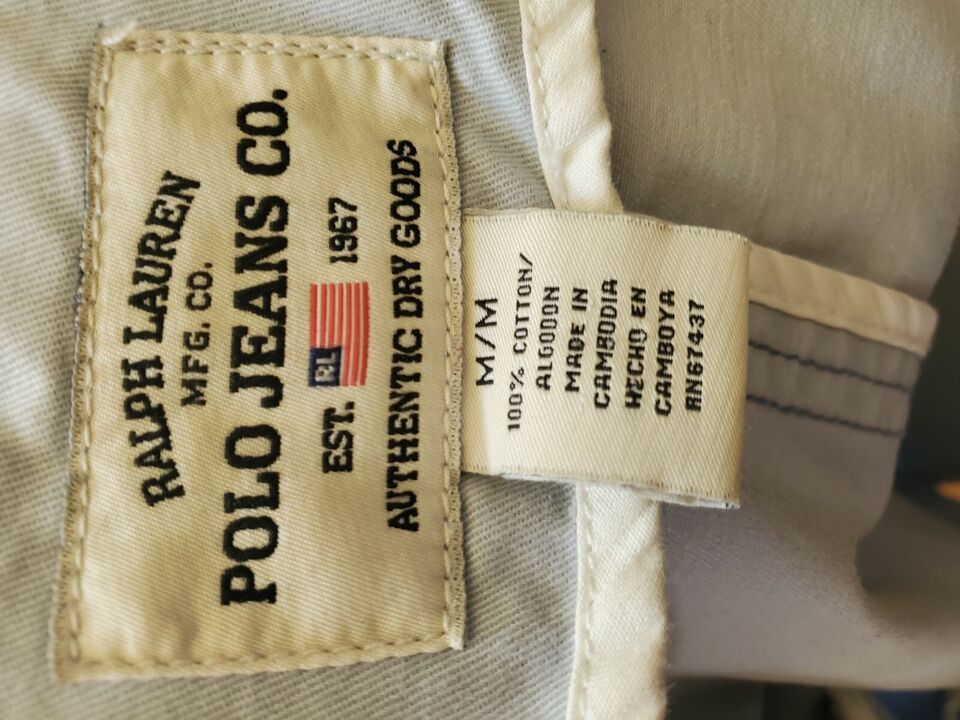 RALPH LAUREN
MFG. CO.
POLO JEANS CO.
EST. RL 1967
AUTHENTIC DRY GOODS
M/M
100% COTTON/
ALGODON
MADE IN
CAMBODIA
HECHO EN
CAMBOYA
RN67437